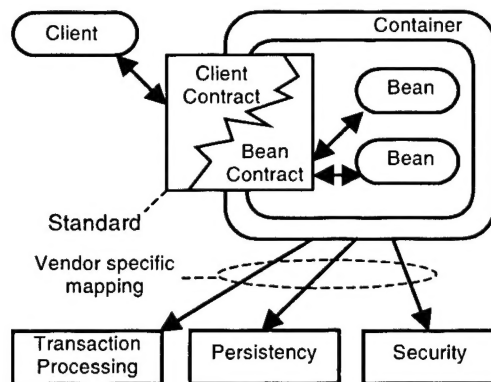 Client
Container
Client
Contract
Bean
Bean
Contract
Bean
Standard
Vendor specific
mapping
Transaction
Processing
Persistency
Security